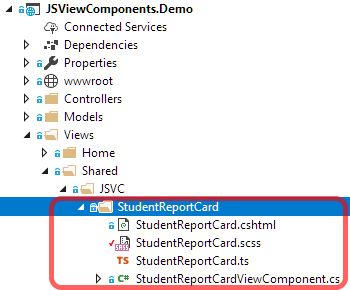 JSViewComponents.Demo
Connected Services
Dependencies
Properties
wwwroot
Controllers
Models
Views
Home
Shared
JSVC
StudentReportCard
StudentReportCard.cshtml
StudentReportCard.scss
TS StudentReportCard.ts
C# StudentReportCardViewComponent.cs